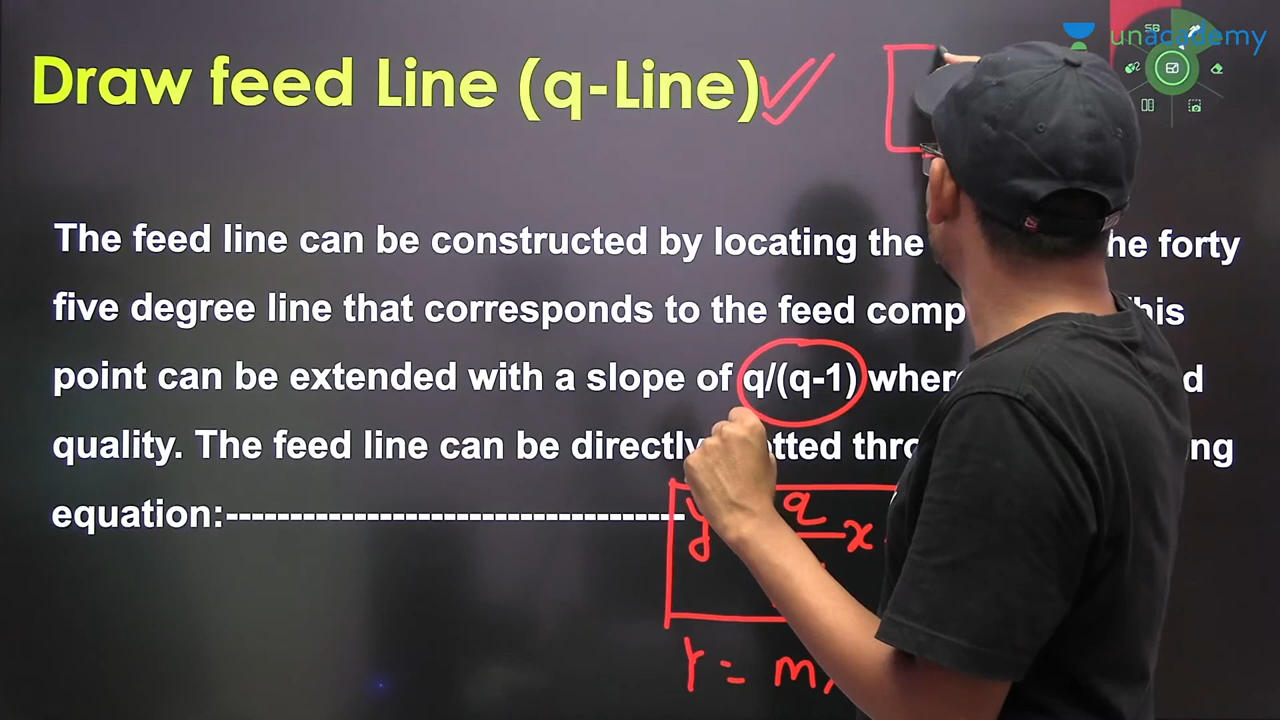 unacademy
SB
Draw feed Line (q-Line)
The feed line can be constructed by locating the he forty
five degree line that corresponds to the feed comp his
point can be extended with a slope of q/(q-1) wher d
quality. The feed line can be directly thro ng
equation:-----------------------------------
y q x
Y = m